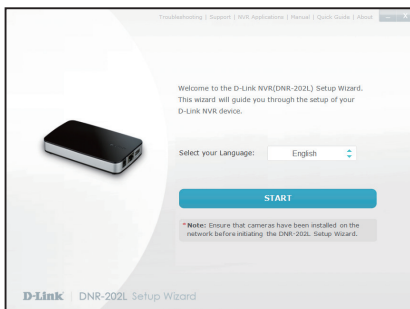 Troubleshooting | Support | NVR Applications | Manual | Quick Guide | About
Welcome to the D-Link NVR(DNR-202L) Setup Wizard.
This wizard will guide you through the setup of your
D-Link NVR device.
Select your Language: English
START
*Note: Ensure that cameras have been installed on the
network before initiating the DNR-202L Setup Wizard.
D-Link | DNR-202L Setup Wizard